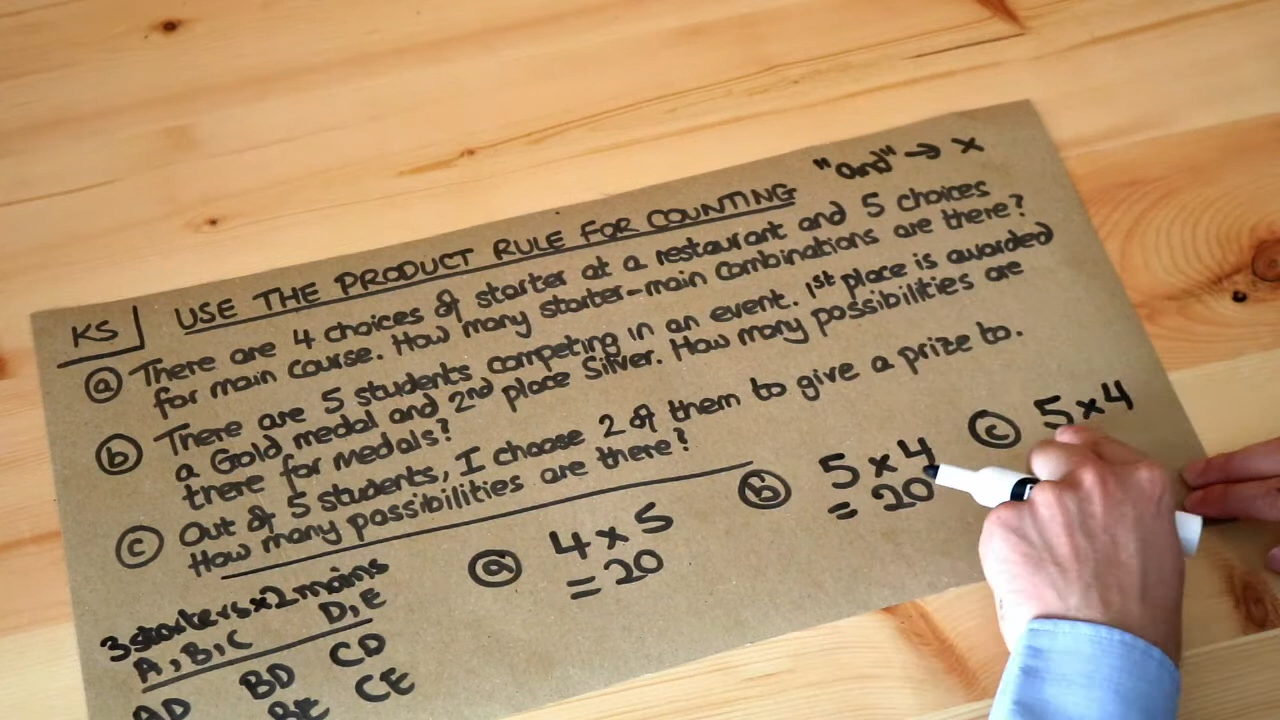 "and" → ×
KS USE THE PRODUCT RULE FOR COUNTING
ⓐ There are 4 choices of starter at a restaurant and 5 choices
for main course. How many starter-main combinations are there?
ⓑ There are 5 students competing in an event. 1st place is awarded
a Gold medal and 2nd place Silver. How many possibilities are
there for medals?
ⓒ Out of 5 students, I choose 2 of them to give a prize to.
How many possibilities are there?
3 starters × 2 mains
A, B, C D, E
AD BD CD
BE CE
ⓐ 4 × 5
= 20
ⓑ 5 × 4
= 20
ⓒ 5 × 4